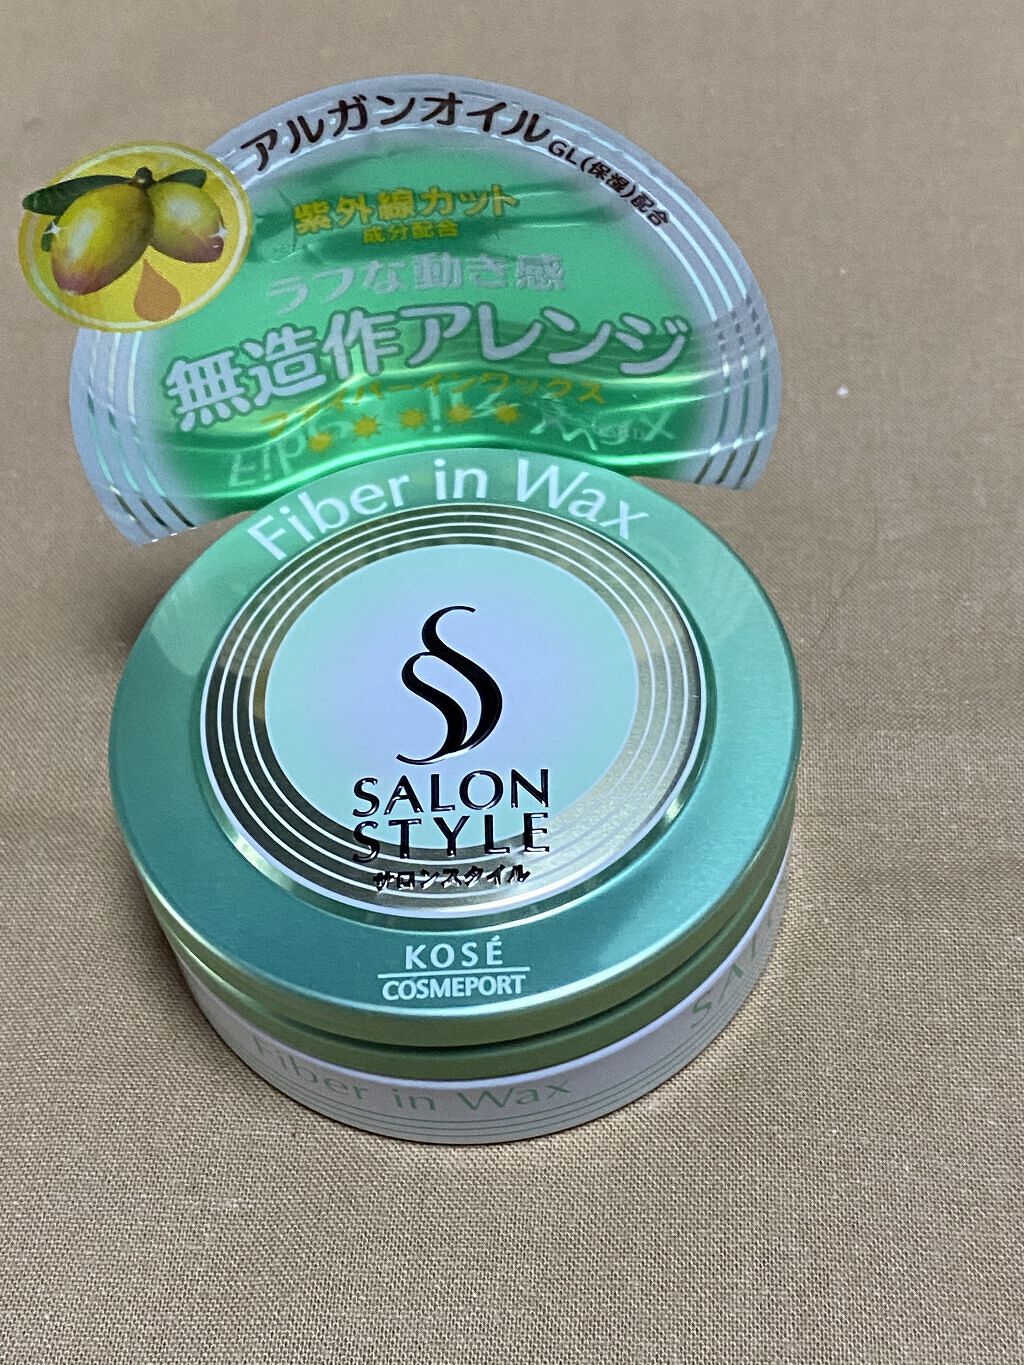 アルガンオイルGL(保湿)配合
紫外線カット
成分配合
ラフな動き感
無造作アレンジ
ファイバーインワックス
Fiber in Wax
SALON
STYLE
サロンスタイル
KOSÉ
COSMEPORT
Fiber in Wax